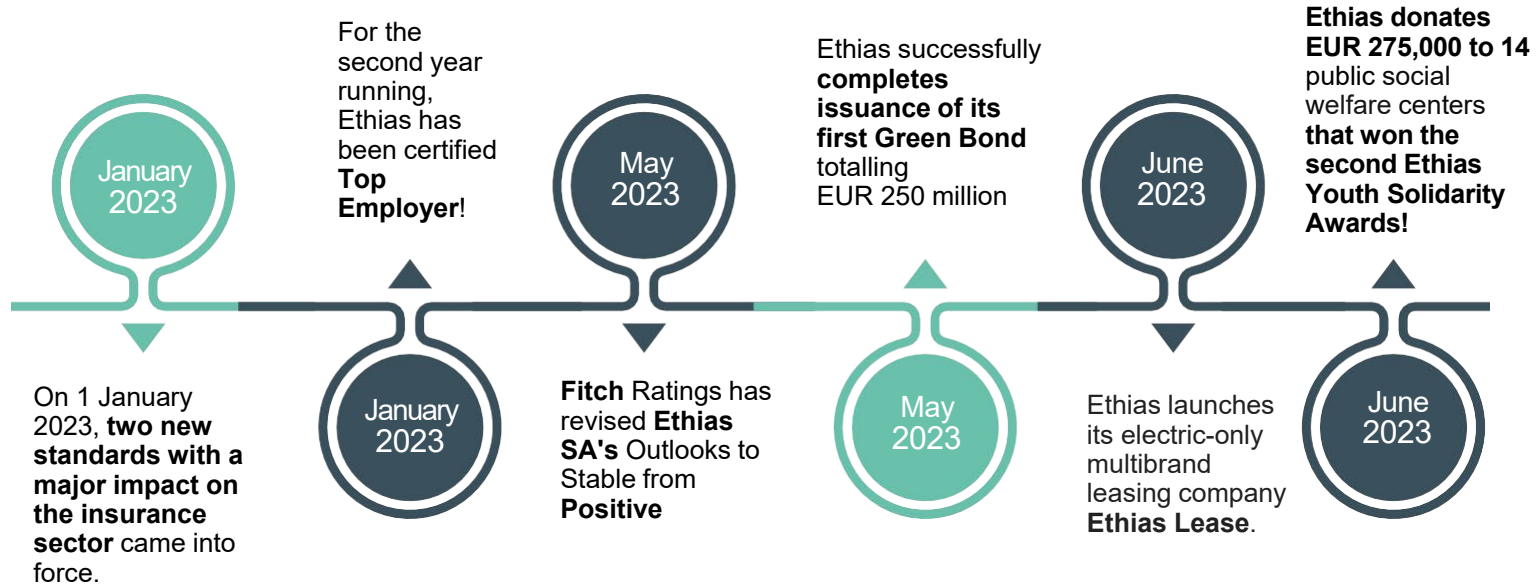 January
2023
On 1 January
2023, two new
standards with a
major impact on
the insurance
sector came into
force.
For the
second year
running,
Ethias has
been certified
Top
Employer!
January
2023
May
2023
Fitch Ratings has
revised Ethias
SA's Outlooks to
Stable from
Positive
Ethias successfully
completes
issuance of its
first Green Bond
totalling
EUR 250 million
May
2023
June
2023
Ethias launches
its electric-only
multibrand
leasing company
Ethias Lease.
Ethias donates
EUR 275,000 to 14
public social
welfare centers
that won the
second Ethias
Youth Solidarity
Awards!
June
2023